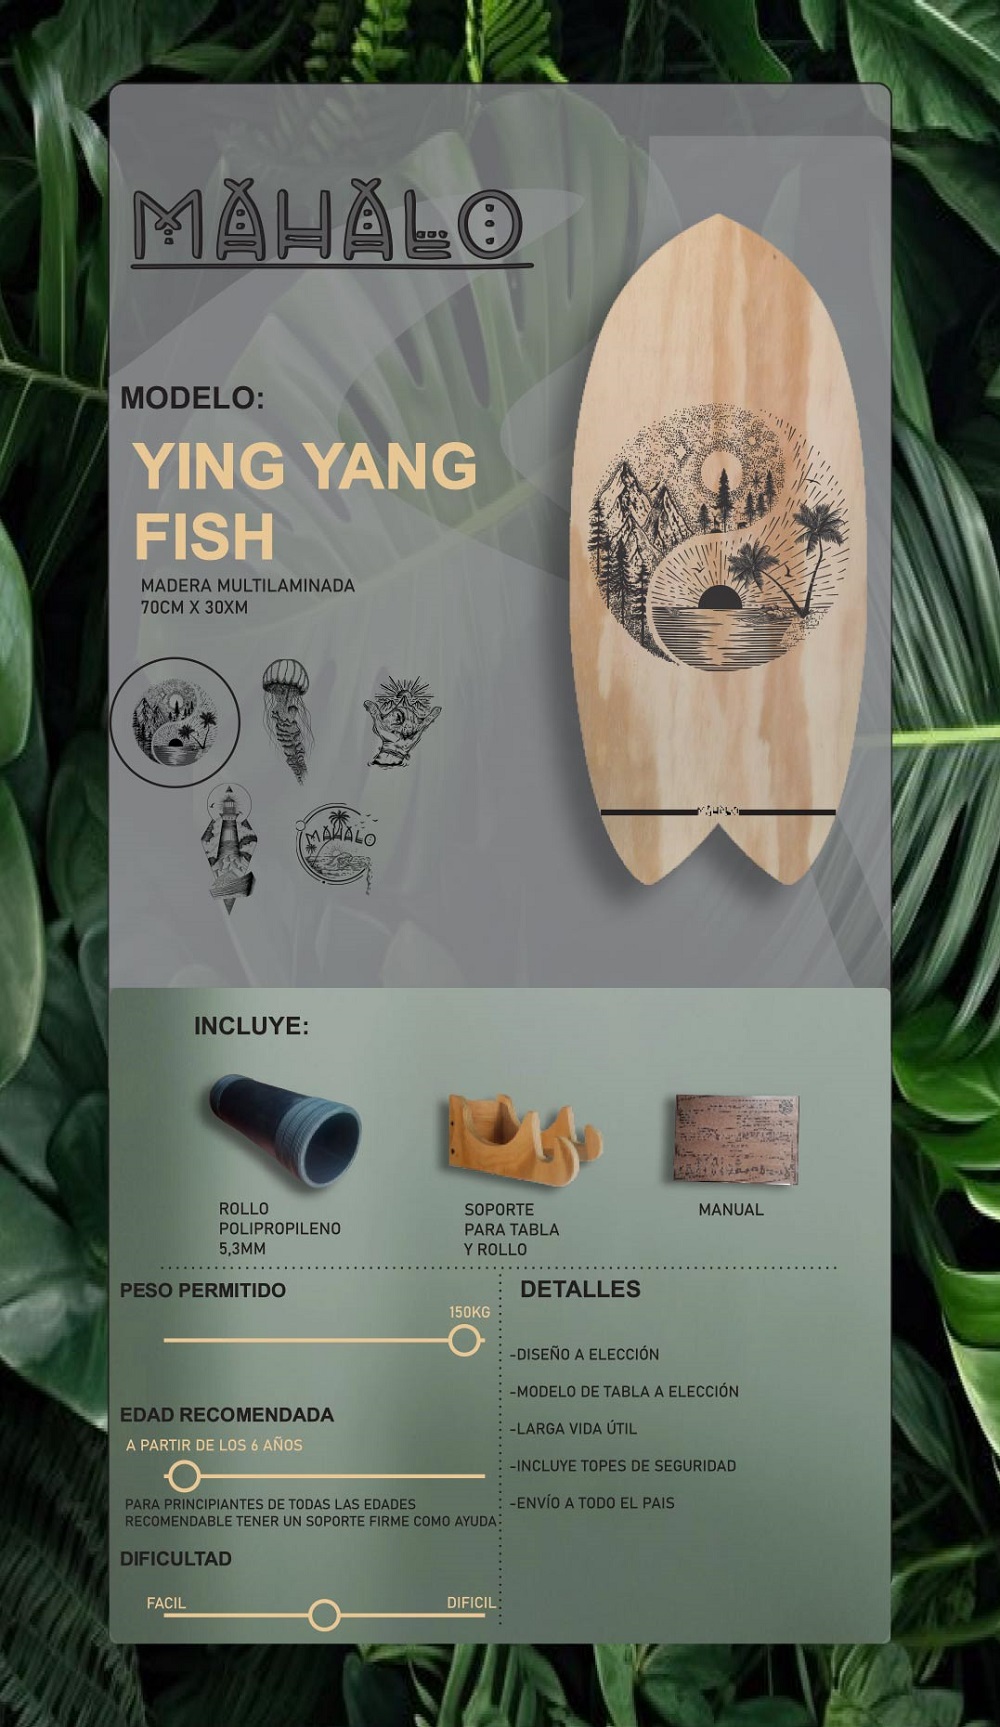 MAHALO
MODELO:
YING YANG
FISH
MADERA MULTILAMINADA
70CM X 30XM
MAHALO
MAHALO
INCLUYE:
ROLLO
POLIPROPILENO
5,3MM
SOPORTE
PARA TABLA
Y ROLLO
MANUAL
PESO PERMITIDO
150KG
EDAD RECOMENDADA
A PARTIR DE LOS 6 AÑOS
PARA PRINCIPIANTES DE TODAS LAS EDADES
RECOMENDABLE TENER UN SOPORTE FIRME COMO AYUDA
DIFICULTAD
FACIL DIFICIL
DETALLES
-DISEÑO A ELECCIÓN
-MODELO DE TABLA A ELECCIÓN
-LARGA VIDA ÚTIL
-INCLUYE TOPES DE SEGURIDAD
-ENVÍO A TODO EL PAIS